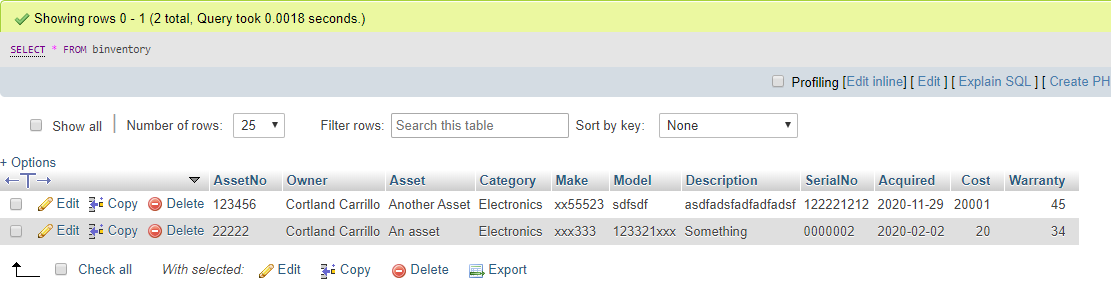 Showing rows 0 - 1 (2 total, Query took 0.0018 seconds.)
SELECT * FROM binventory
Profiling [Edit inline] [ Edit ] [ Explain SQL ] [ Create PH
Show all | Number of rows: 25 Filter rows: Search this table Sort by key: None
+ Options
←T→ AssetNo Owner Asset Category Make Model Description SerialNo Acquired Cost Warranty
Edit Copy Delete 123456 Cortland Carrillo Another Asset Electronics xx55523 sdfsdf asdfadsfadfadfadsf 122221212 2020-11-29 20001 45
Edit Copy Delete 22222 Cortland Carrillo An asset Electronics xxx333 123321xxx Something 0000002 2020-02-02 20 34
Check all With selected: Edit Copy Delete Export